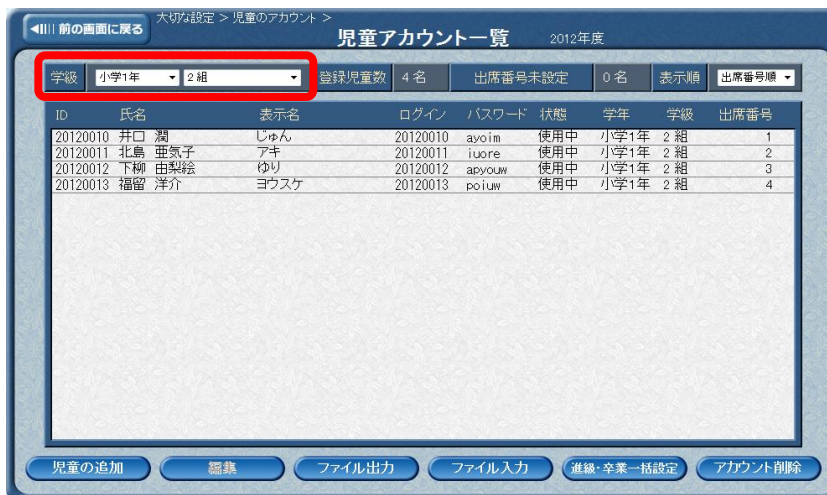 前の画面に戻る 大切な設定 > 児童のアカウント >
児童アカウント一覧 2012年度
学級 小学1年 2組 登録児童数 4名 出席番号未設定 0名 表示順 出席番号順
ID 氏名 表示名 ログイン パスワード 状態 学年 学級 出席番号
20120010 井口 潤 じゅん 20120010 ayoim 使用中 小学1年 2組 1
20120011 北島 亜気子 アキ 20120011 iuore 使用中 小学1年 2組 2
20120012 下柳 由梨絵 ゆり 20120012 apyouw 使用中 小学1年 2組 3
20120013 福留 洋介 ヨウスケ 20120013 poiuw 使用中 小学1年 2組 4
児童の追加 編集 ファイル出力 ファイル入力 進級・卒業一括設定 アカウント削除